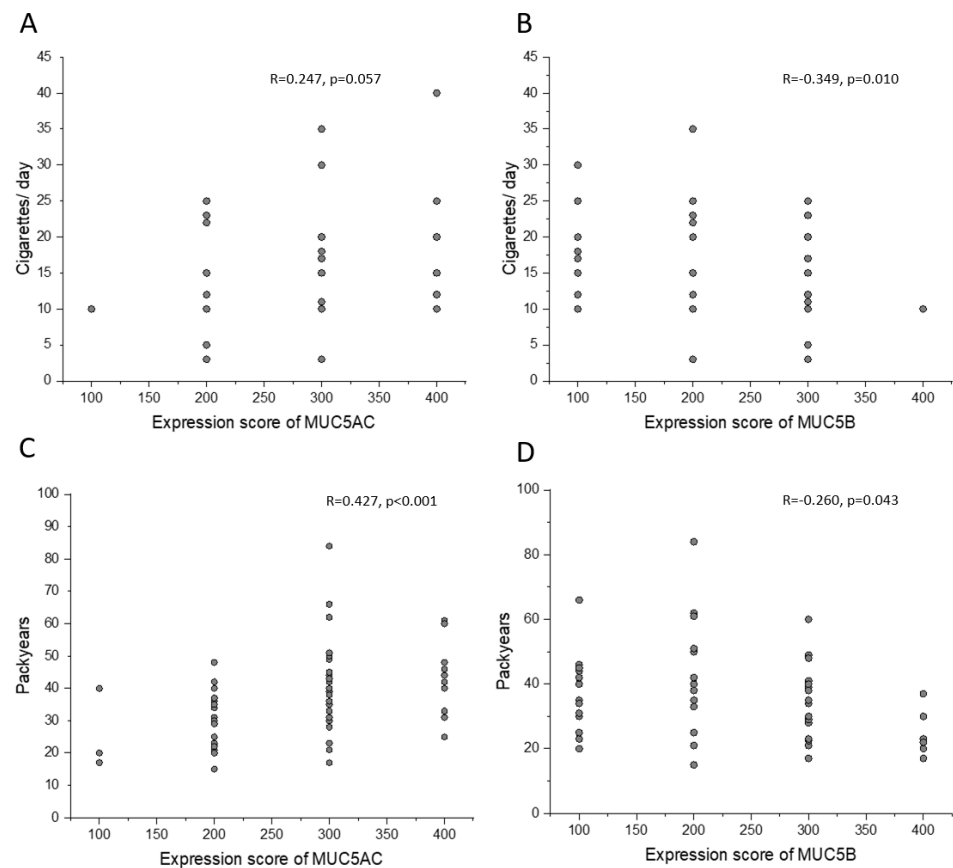 A
B
R=0.247, p=0.057
R=-0.349, p=0.010
45
40
35
30
25
20
15
10
5
0
Cigarettes/ day
100 150 200 250 300 350 400
Expression score of MUC5AC
45
40
35
30
25
20
15
10
5
0
Cigarettes/ day
100 150 200 250 300 350 400
Expression score of MUC5B
C
D
R=0.427, p<0.001
R=-0.260, p=0.043
100
90
80
70
60
50
40
30
20
10
0
Packyears
100 150 200 250 300 350 400
Expression score of MUC5AC
100
80
60
40
20
0
Packyears
100 150 200 250 300 350 400
Expression score of MUC5B